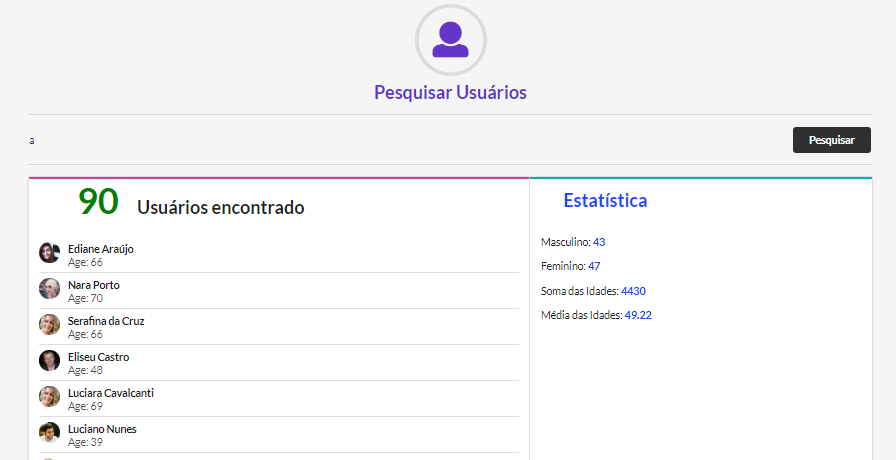 Pesquisar Usuários
a
Pesquisar
90 Usuários encontrado
Ediane Araújo
Age: 66
Nara Porto
Age: 70
Serafina da Cruz
Age: 66
Eliseu Castro
Age: 48
Luciara Cavalcanti
Age: 69
Luciano Nunes
Age: 39
Estatística
Masculino: 43
Feminino: 47
Soma das Idades: 4430
Média das Idades: 49.22